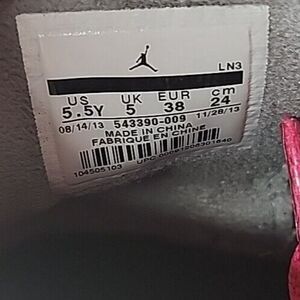 LN3
US UK EUR cm
5.5Y 5 38 24
08/14/13 543390-009 11/28/13
MADE IN CHINA
FABRIQUE EN CHINE
104505103
UPC